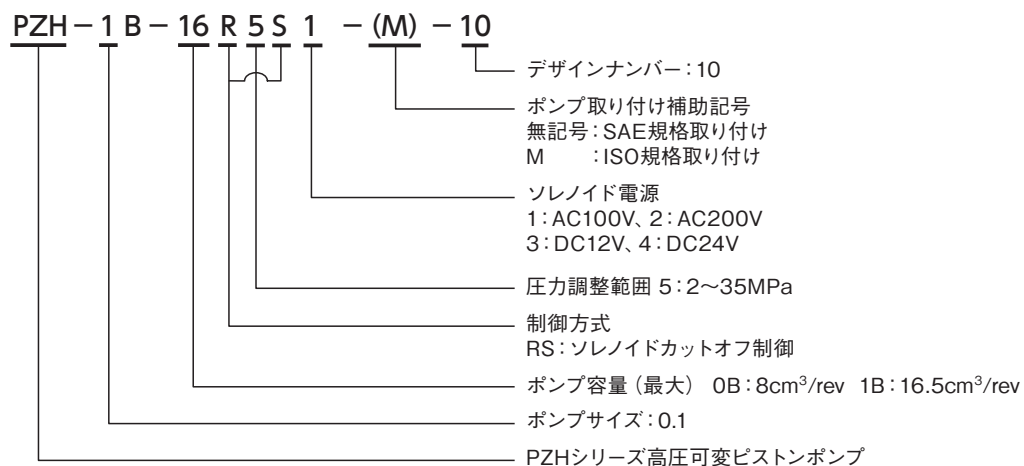 PZH－1 B－16 R 5 S 1 －(M) －10
デザインナンバー：10
ポンプ取り付け補助記号
無記号：SAE規格取り付け
M ：ISO規格取り付け
ソレノイド電源
1：AC100V、2：AC200V
3：DC12V、4：DC24V
圧力調整範囲 5：2～35MPa
制御方式
RS：ソレノイドカットオフ制御
ポンプ容量（最大） 0B：8cm³/rev 1B：16.5cm³/rev
ポンプサイズ：0.1
PZHシリーズ高圧可変ピストンポンプ